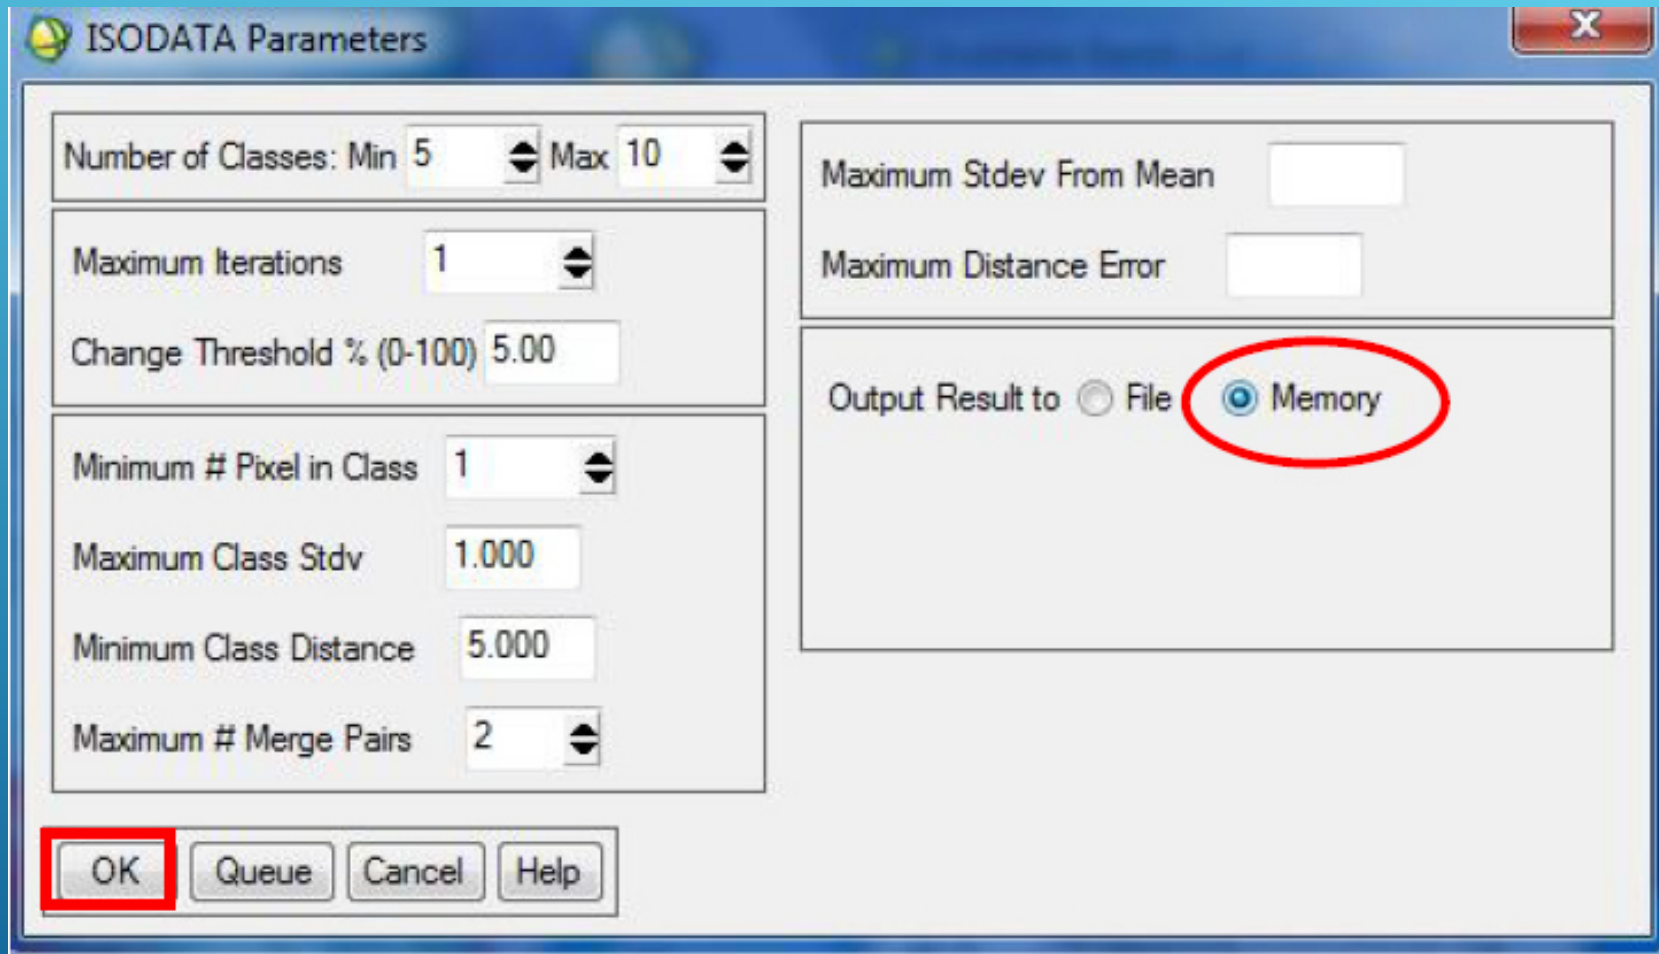 ISODATA Parameters
Number of Classes: Min 5 Max 10
Maximum Iterations 1
Change Threshold % (0-100) 5.00
Minimum # Pixel in Class 1
Maximum Class Stdv 1.000
Minimum Class Distance 5.000
Maximum # Merge Pairs 2
Maximum Stdev From Mean
Maximum Distance Error
Output Result to File Memory
OK Queue Cancel Help